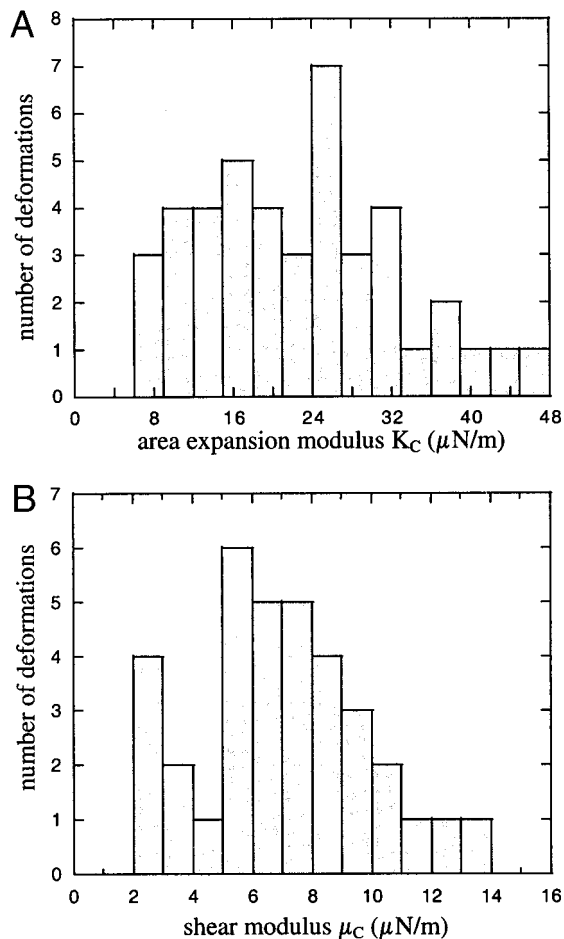 A
8
7
6
5
4
3
2
1
0
number of deformations
0 8 16 24 32 40 48
area expansion modulus K_C (μN/m)
B
7
6
5
4
3
2
1
0
number of deformations
0 2 4 6 8 10 12 14 16
shear modulus μ_C (μN/m)